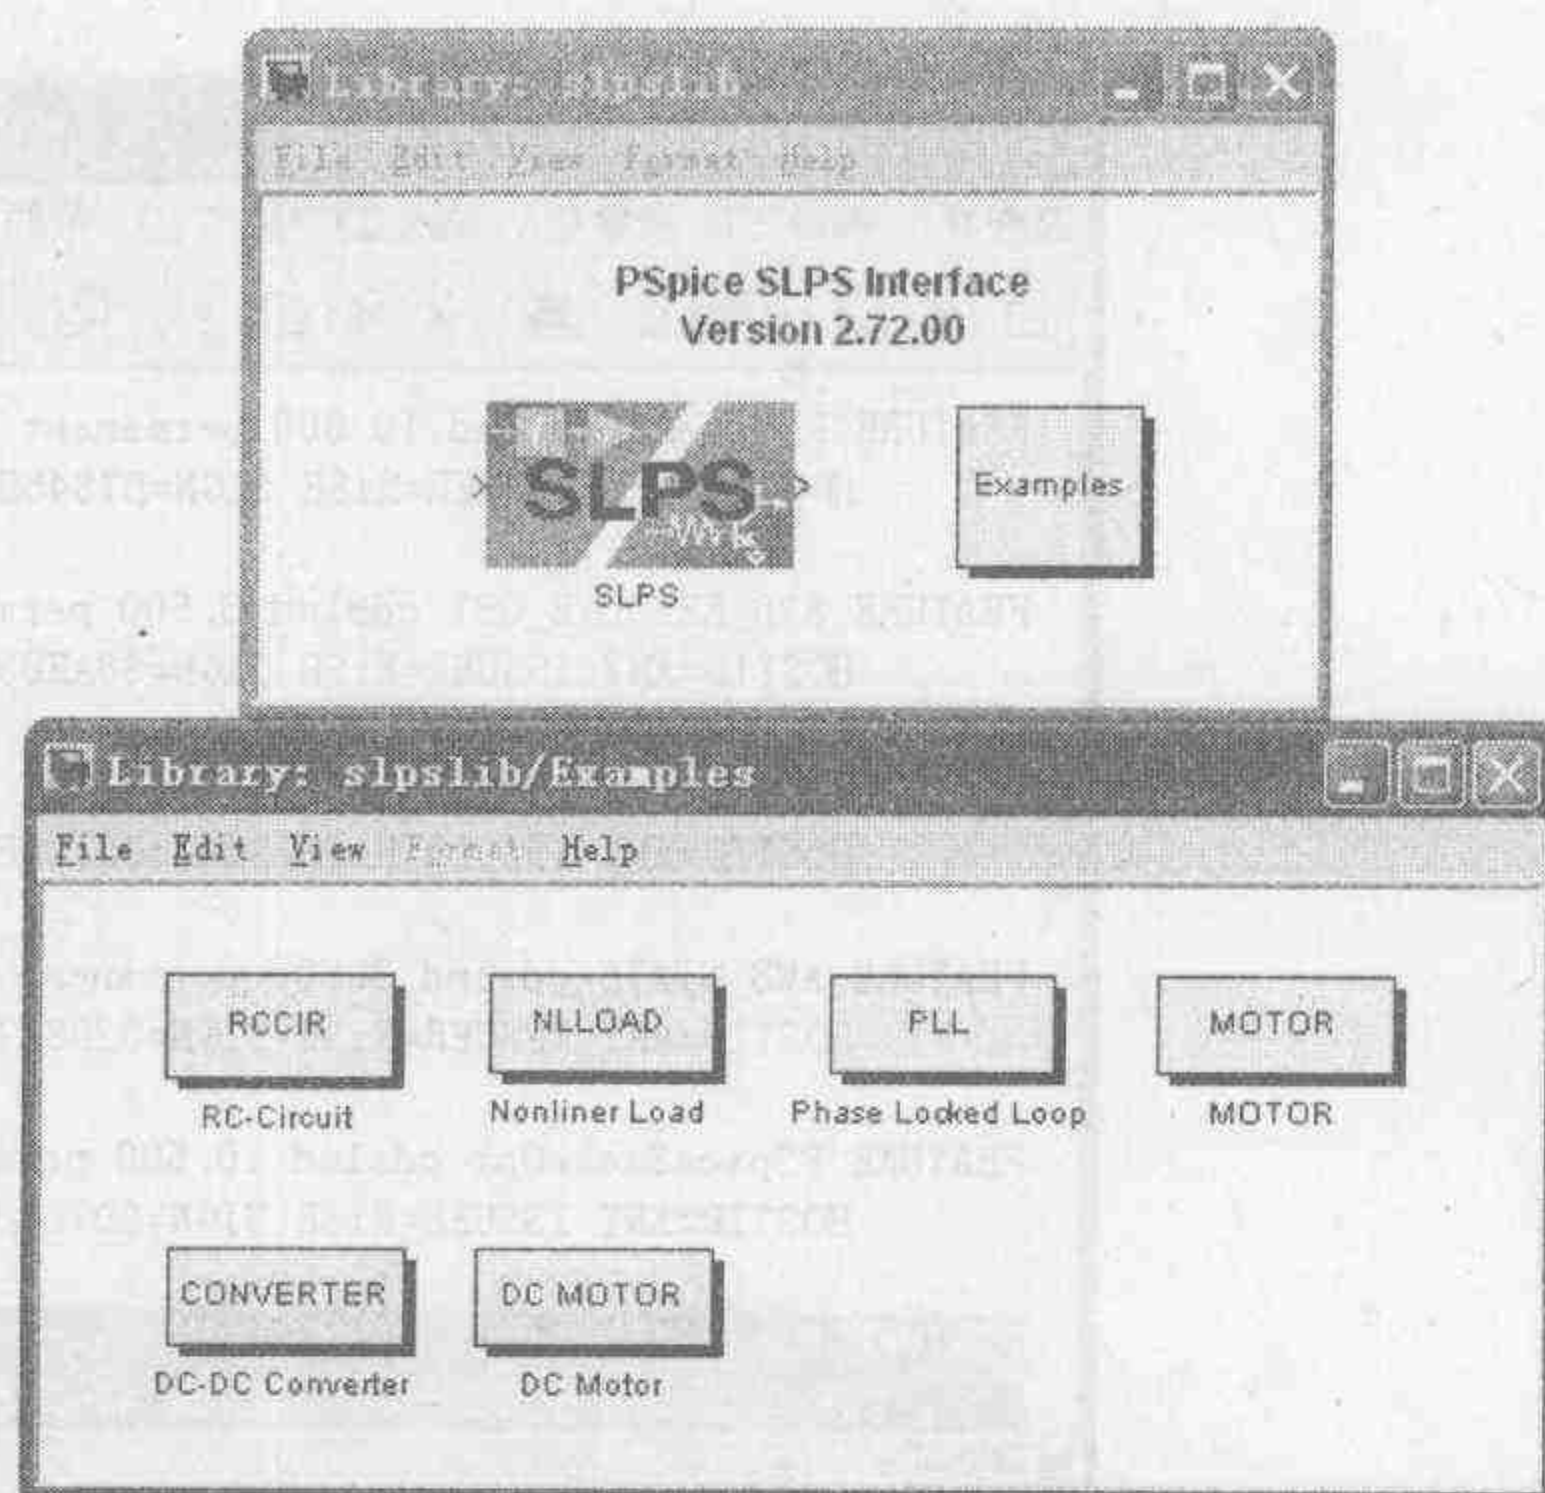 Library: slpslib
File Edit View Format Help
PSpice SLPS Interface
Version 2.72.00
SLPS
Examples
SLPS
Library: slpslib/Examples
File Edit View Format Help
RCCIR NLLOAD PLL MOTOR
RC-Circuit Nonliner Load Phase Locked Loop MOTOR
CONVERTER DC MOTOR
DC-DC Converter DC Motor